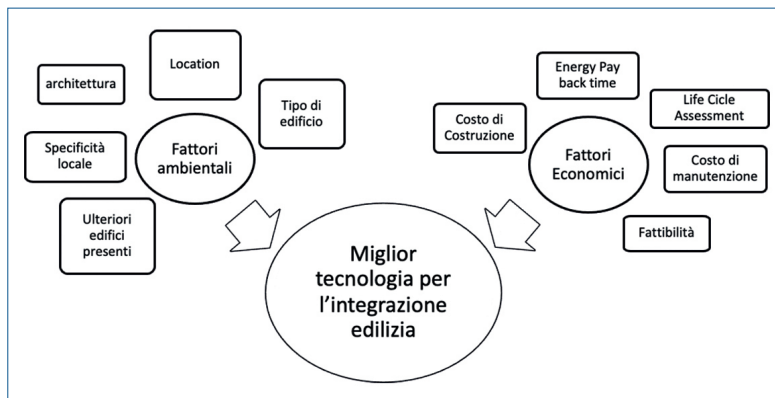 Location
architettura
Tipo di
edificio
Specificità
locale
Fattori
ambientali
Ulteriori
edifici
presenti
Energy Pay
back time
Life Cicle
Assessment
Costo di
Costruzione
Fattori
Economici
Costo di
manutenzione
Fattibilità
Miglior
tecnologia per
l'integrazione
edilizia